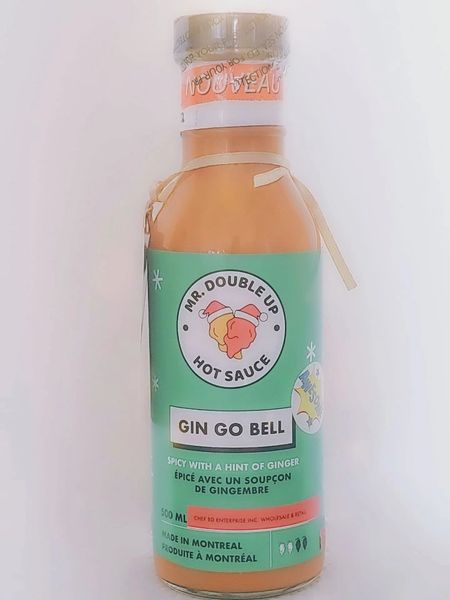 NOUVEAU
MR. DOUBLE UP
HOT SAUCE
GIN GO BELL
SPICY WITH A HINT OF GINGER
ÉPICÉ AVEC UN SOUPÇON
DE GINGEMBRE
500 ML
CHEF BD ENTERPRISE INC. WHOLESALE & RETAIL
MADE IN MONTREAL
PRODUITE À MONTRÉAL